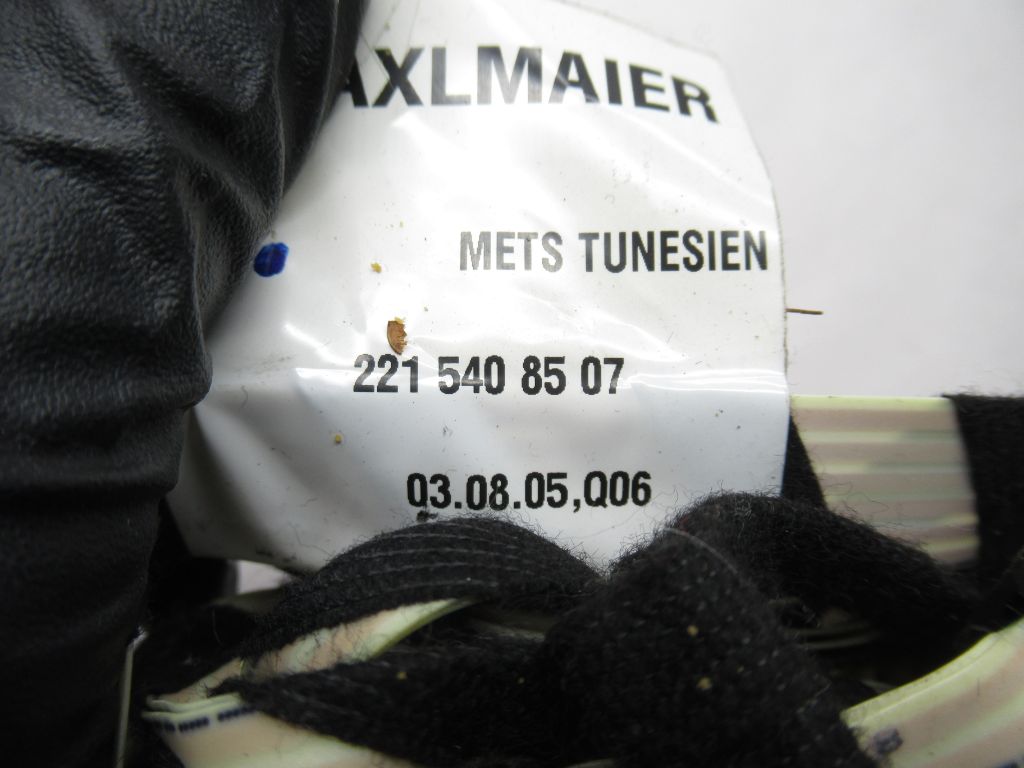 AXLMAIER
METS TUNESIEN
221 540 85 07
03.08.05,Q06